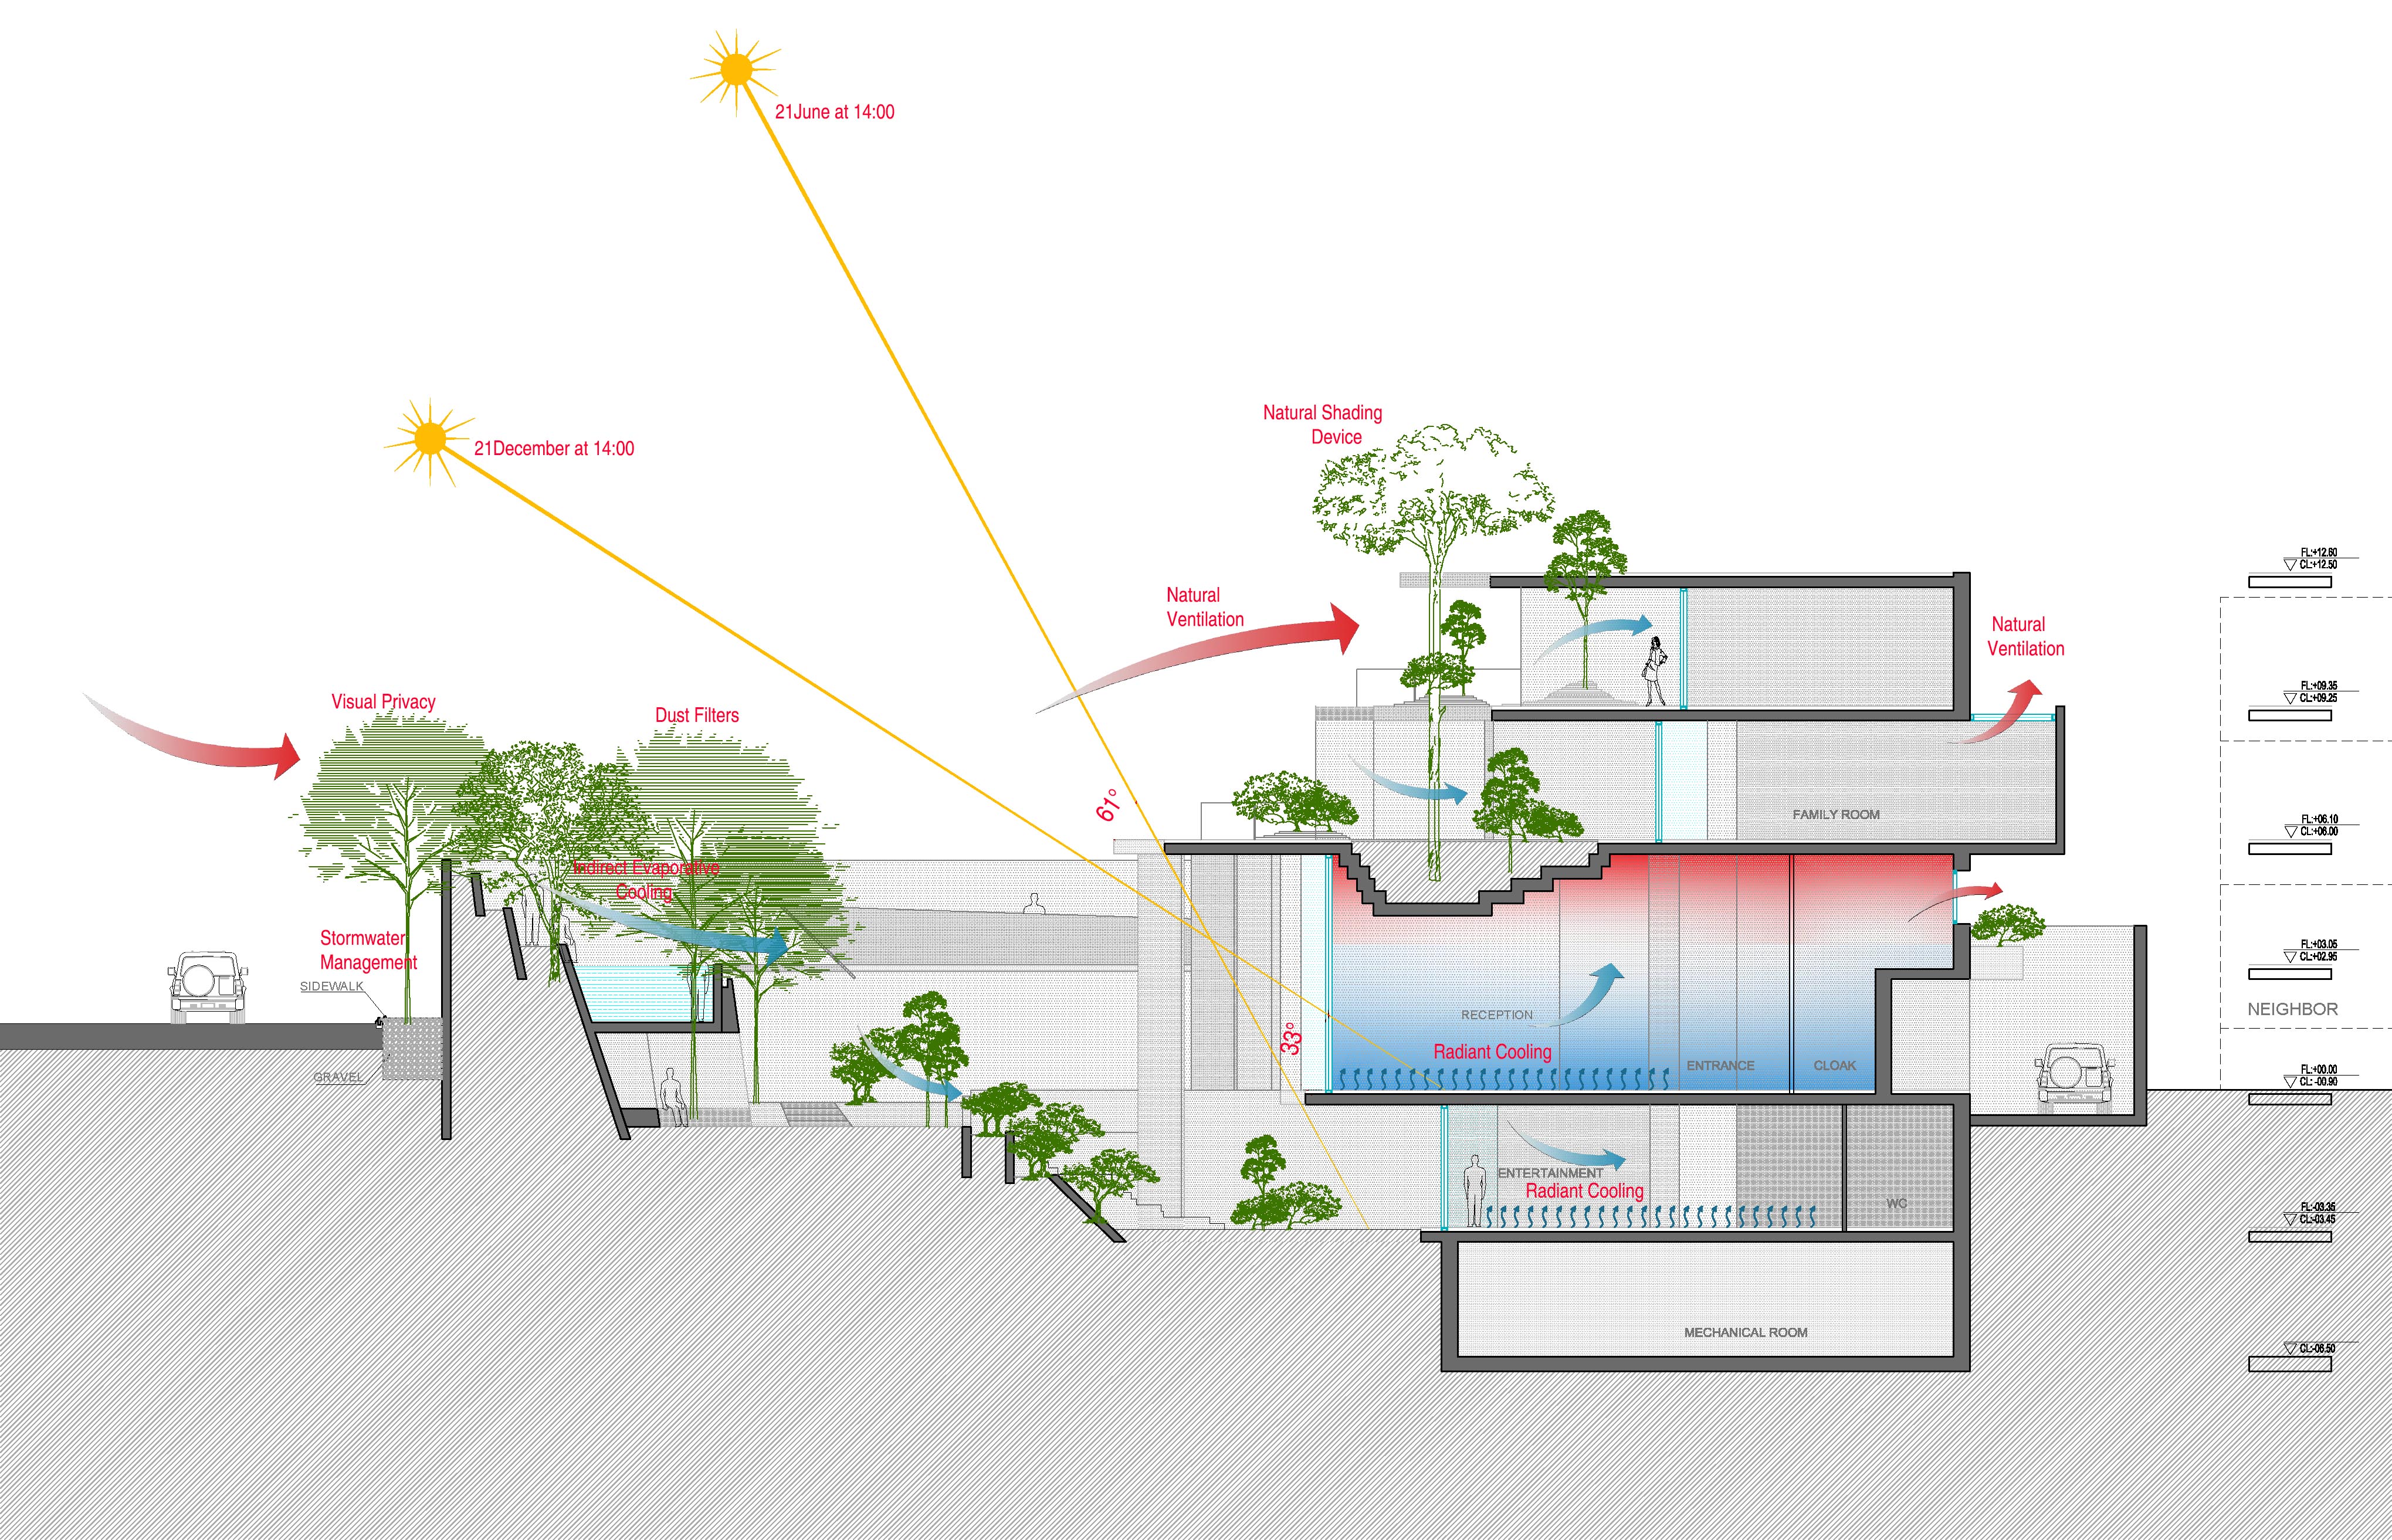 21June at 14:00
21December at 14:00
Natural Shading
Device
Natural
Ventilation
Natural
Ventilation
Visual Privacy
Dust Filters
Indirect Evaporative
Cooling
Stormwater
Management
SIDEWALK
GRAVEL
61°
33°
FAMILY ROOM
RECEPTION
Radiant Cooling
ENTRANCE
CLOAK
ENTERTAINMENT
Radiant Cooling
WC
MECHANICAL ROOM
NEIGHBOR
FL:+12.60
CL:+12.50
FL:+09.35
CL:+09.25
FL:+06.10
CL:+06.00
FL:+03.05
CL:+02.95
FL:+00.00
CL:-00.90
FL:-03.35
CL:-03.45
CL:-06.50